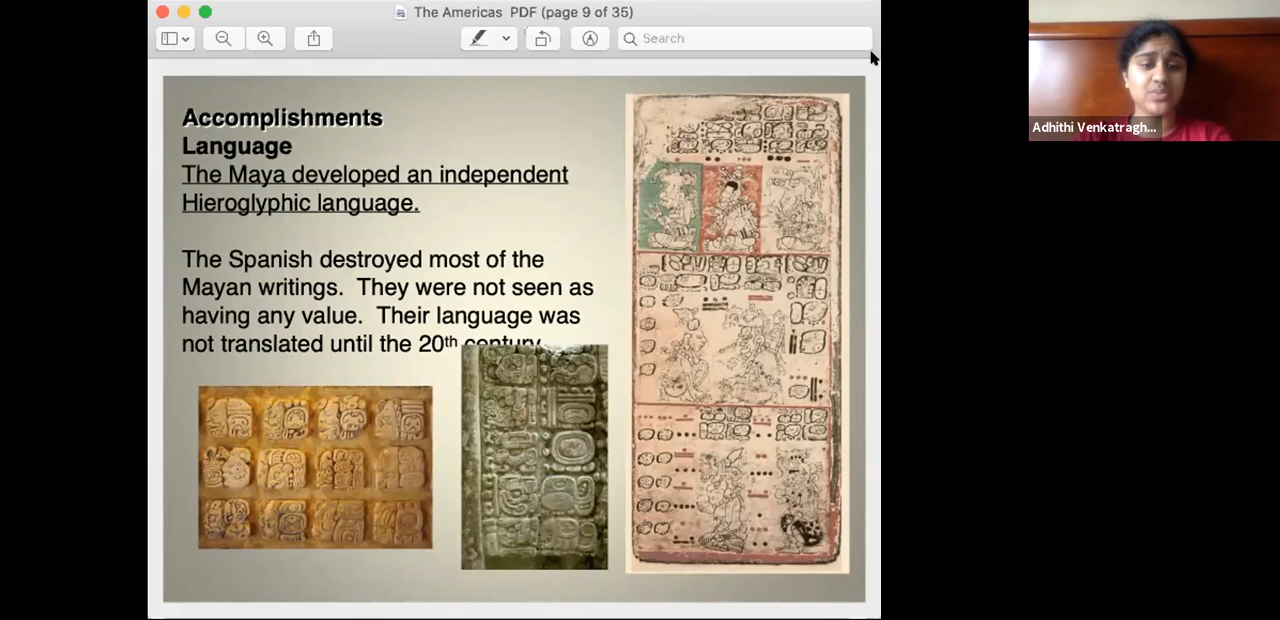 The Americas PDF (page 9 of 35)
Search
Accomplishments
Language
The Maya developed an independent
Hieroglyphic language.
The Spanish destroyed most of the
Mayan writings. They were not seen as
having any value. Their language was
not translated until the 20th century
Adhithi Venkatragh...